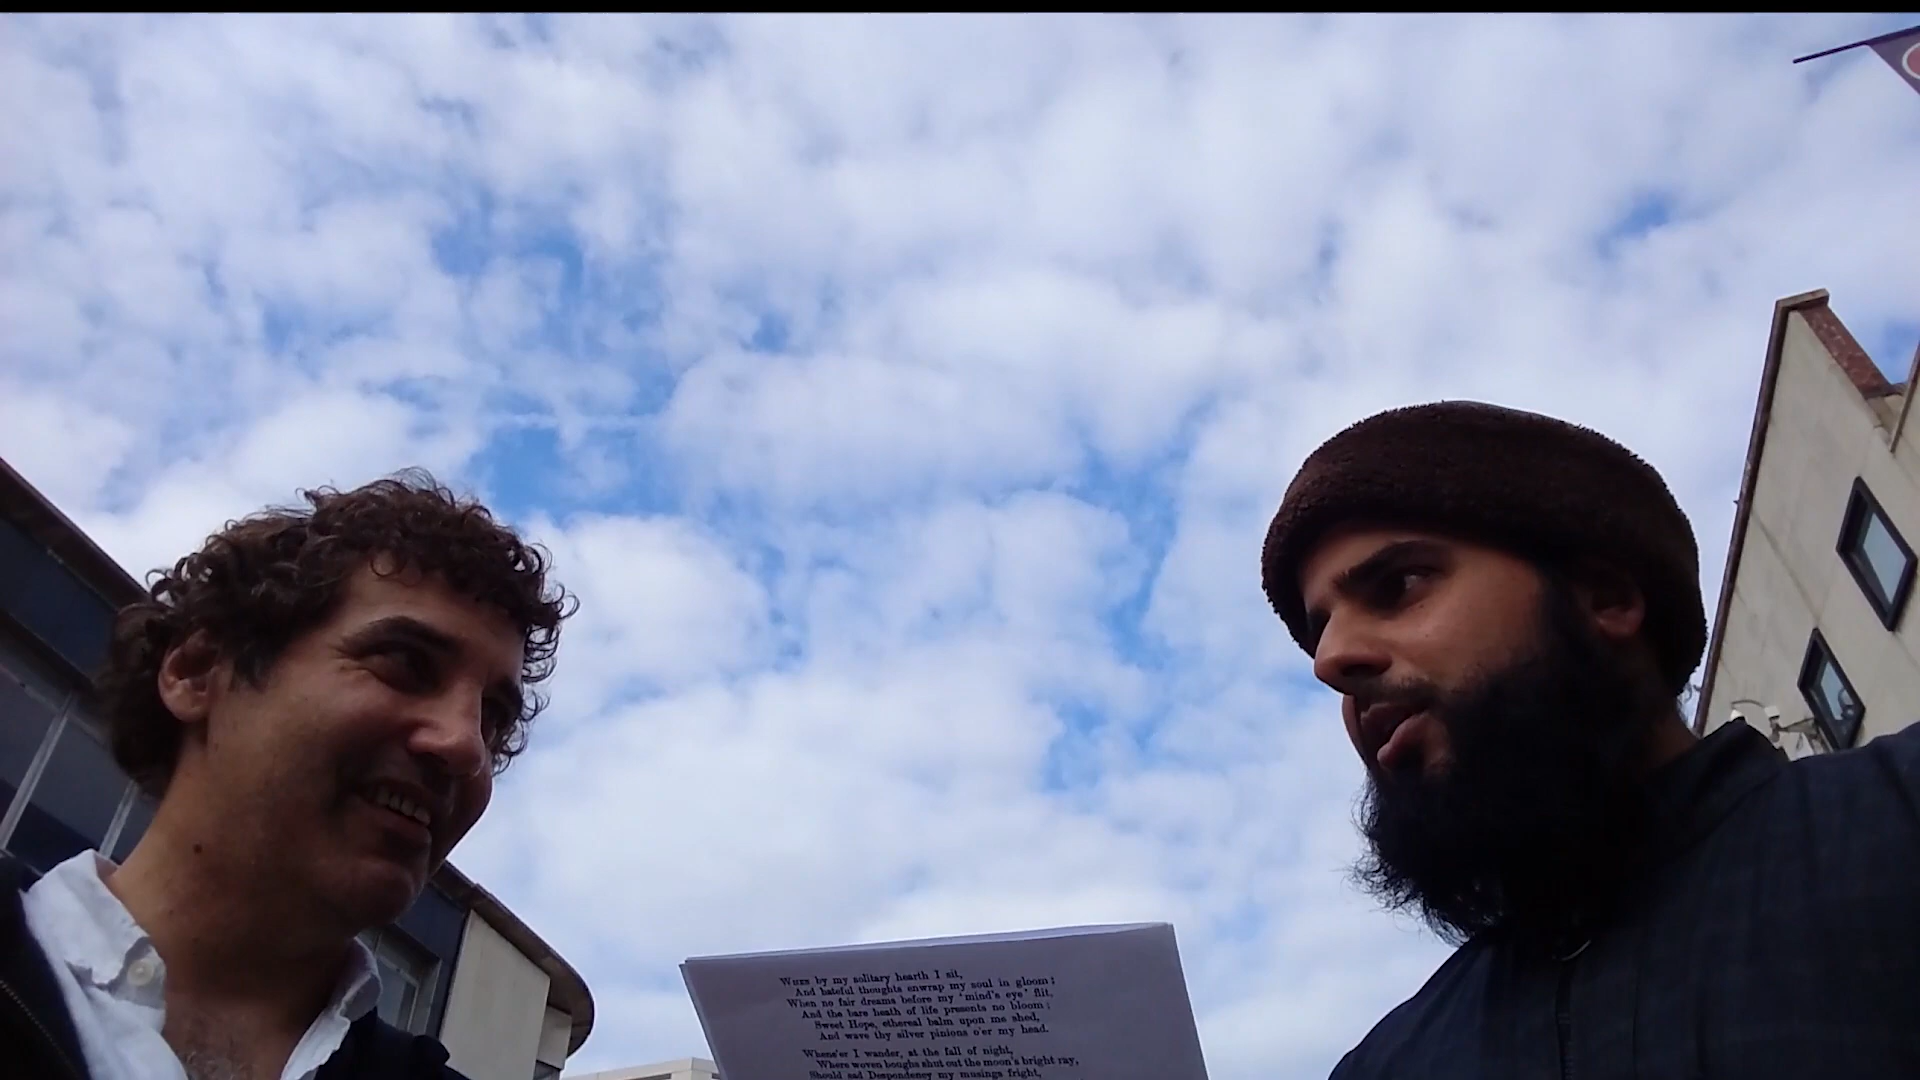 When by my solitary hearth I sit,
And hateful thoughts enwrap my soul in gloom;
When no fair dreams before my 'mind's eye' flit,
And the bare heath of life presents no bloom;
Sweet Hope, ethereal balm upon me shed,
And wave thy silver pinions o'er my head.
Whene'er I wander, at the fall of night,
Where woven boughs shut out the moon's bright ray,
Should sad Despondency my musings fright,